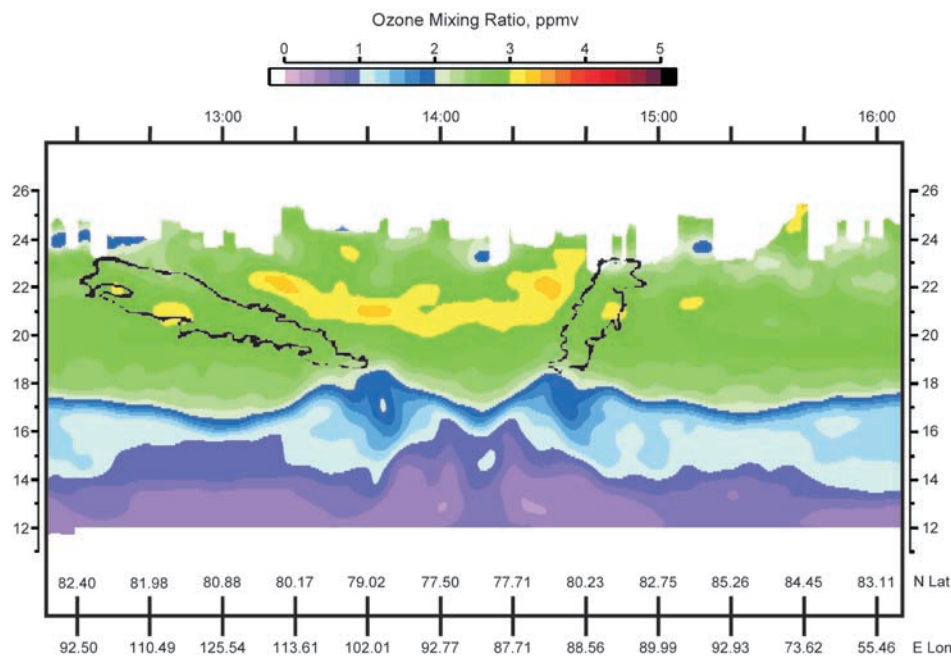 Ozone Mixing Ratio, ppmv
0 1 2 3 4 5
13:00 14:00 15:00 16:00
26 26
24 24
22 22
20 20
18 18
16 16
14 14
12 12
82.40 81.98 80.88 80.17 79.02 77.50 77.71 80.23 82.75 85.26 84.45 83.11 N Lat
92.50 110.49 125.54 113.61 102.01 92.77 87.71 88.56 89.99 92.93 73.62 55.46 E Lon